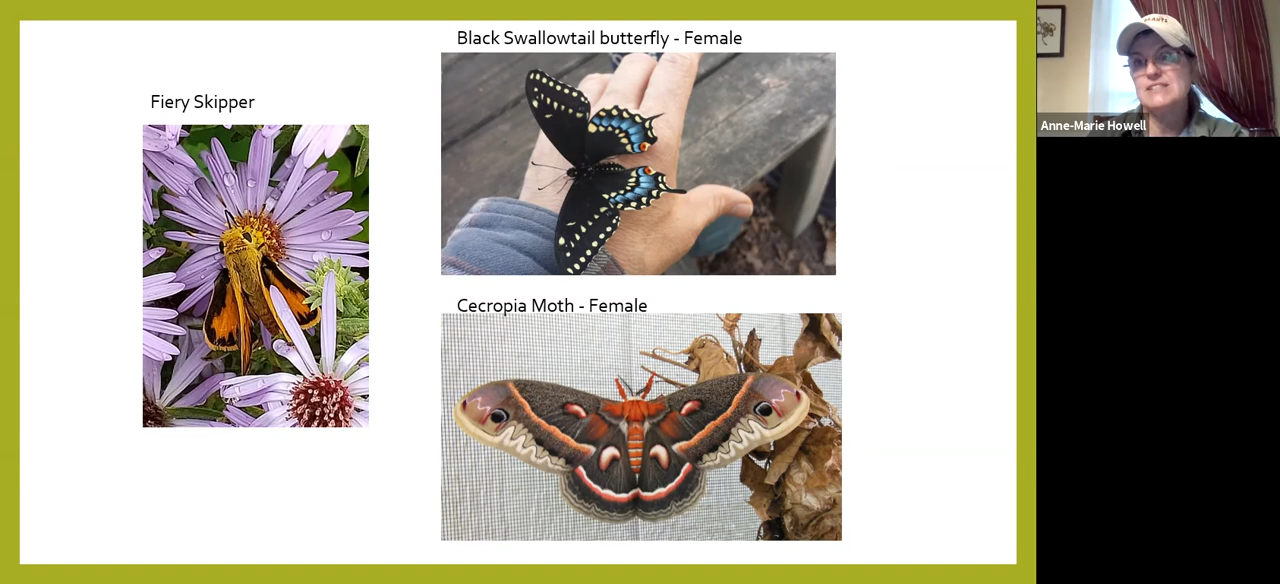 Black Swallowtail butterfly - Female
Fiery Skipper
Cecropia Moth - Female
Anne-Marie Howell